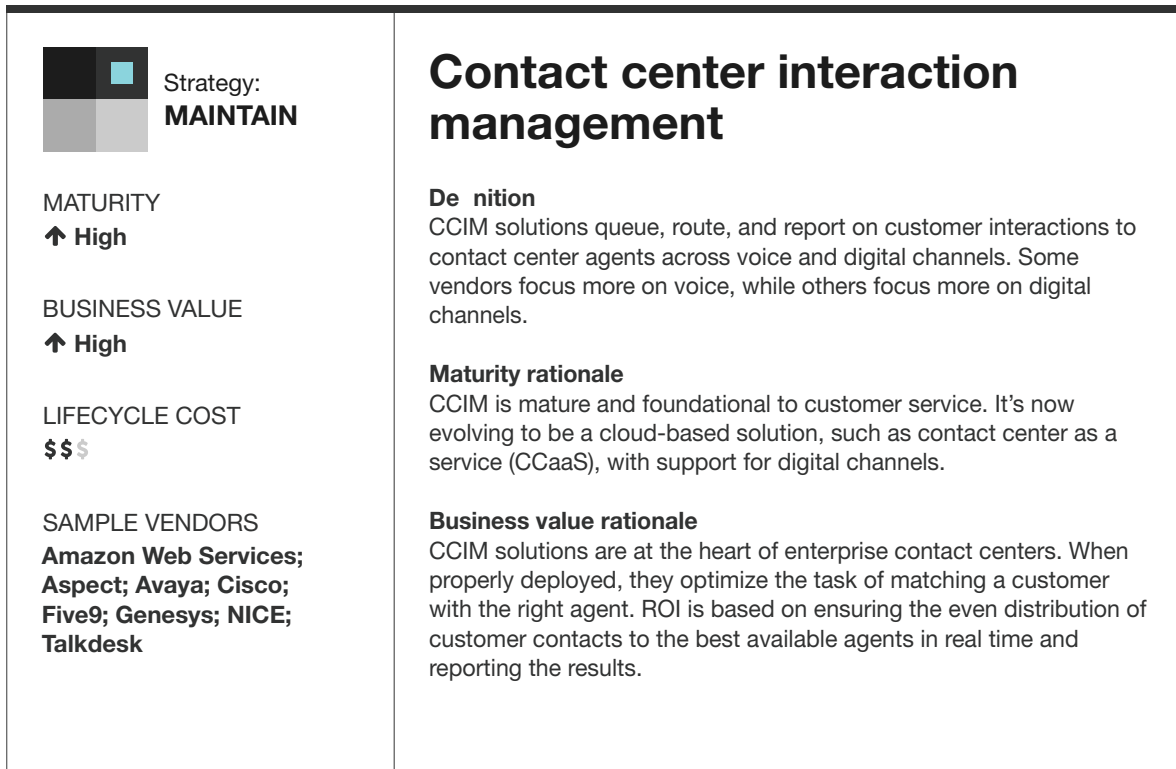 Strategy:
MAINTAIN
MATURITY
High
BUSINESS VALUE
High
LIFECYCLE COST
$$$
SAMPLE VENDORS
Amazon Web Services;
Aspect; Avaya; Cisco;
Five9; Genesys; NICE;
Talkdesk
Contact center interaction
management
De nition
CCIM solutions queue, route, and report on customer interactions to
contact center agents across voice and digital channels. Some
vendors focus more on voice, while others focus more on digital
channels.
Maturity rationale
CCIM is mature and foundational to customer service. It’s now
evolving to be a cloud-based solution, such as contact center as a
service (CCaaS), with support for digital channels.
Business value rationale
CCIM solutions are at the heart of enterprise contact centers. When
properly deployed, they optimize the task of matching a customer
with the right agent. ROI is based on ensuring the even distribution of
customer contacts to the best available agents in real time and
reporting the results.